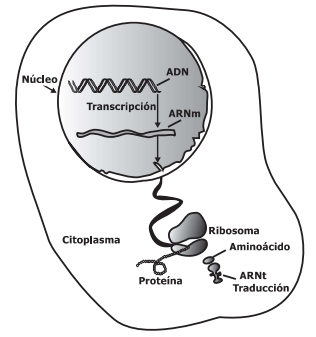 Núcleo
ADN
Transcripción
ARNm
Citoplasma
Ribosoma
Aminoácido
Proteína
ARNt
Traducción